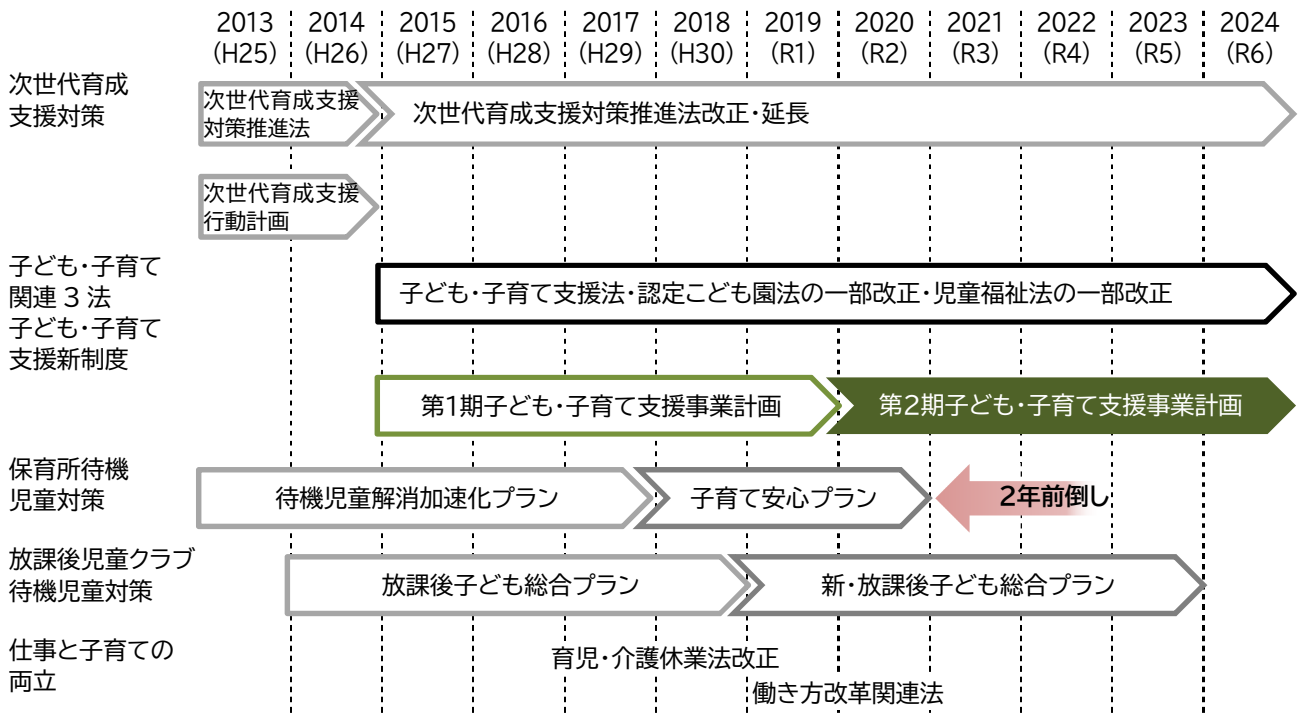 2013 2014 2015 2016 2017 2018 2019 2020 2021 2022 2023 2024
(H25) (H26) (H27) (H28) (H29) (H30) (R1) (R2) (R3) (R4) (R5) (R6)
次世代育成
支援対策
次世代育成支援
対策推進法
次世代育成支援対策推進法改正・延長
次世代育成支援
行動計画
子ども・子育て
関連3法
子ども・子育て
支援新制度
子ども・子育て支援法・認定こども園法の一部改正・児童福祉法の一部改正
第1期子ども・子育て支援事業計画
第2期子ども・子育て支援事業計画
保育所待機
児童対策
待機児童解消加速化プラン
子育て安心プラン
2年前倒し
放課後児童クラブ
待機児童対策
放課後子ども総合プラン
新・放課後子ども総合プラン
仕事と子育ての
両立
育児・介護休業法改正
働き方改革関連法